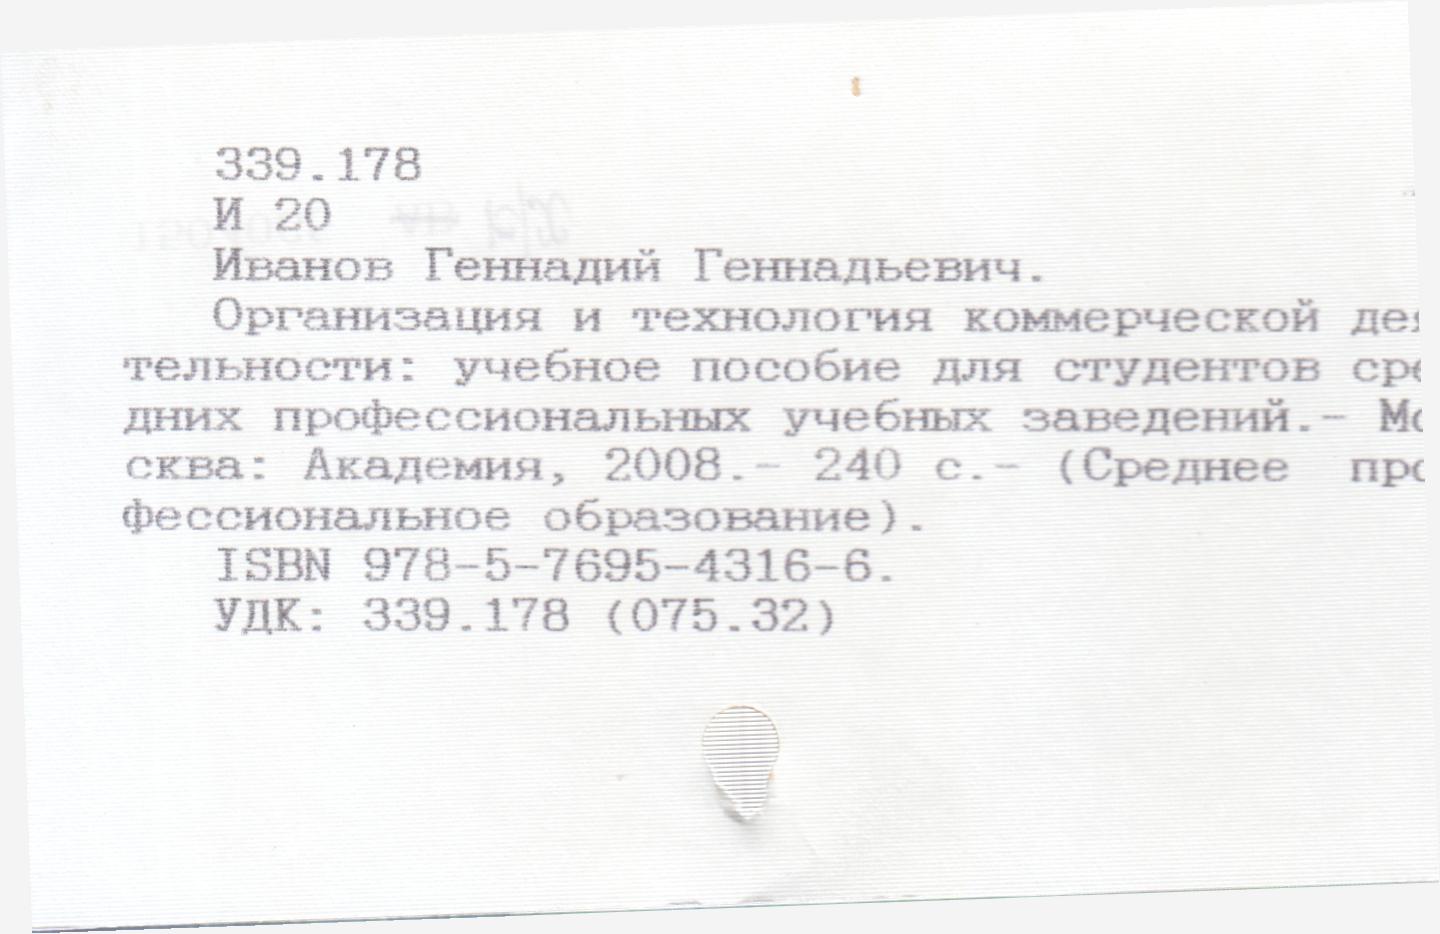 339.178
И 20
Иванов Геннадий Геннадьевич.
Организация и технология коммерческой дея
тельности: учебное пособие для студентов сре
дних профессиональных учебных заведений.- Мо
сква: Академия, 2008.- 240 с.- (Среднее про
фессиональное образование).
ISBN 978-5-7695-4316-6.
УДК: 339.178 (075.32)